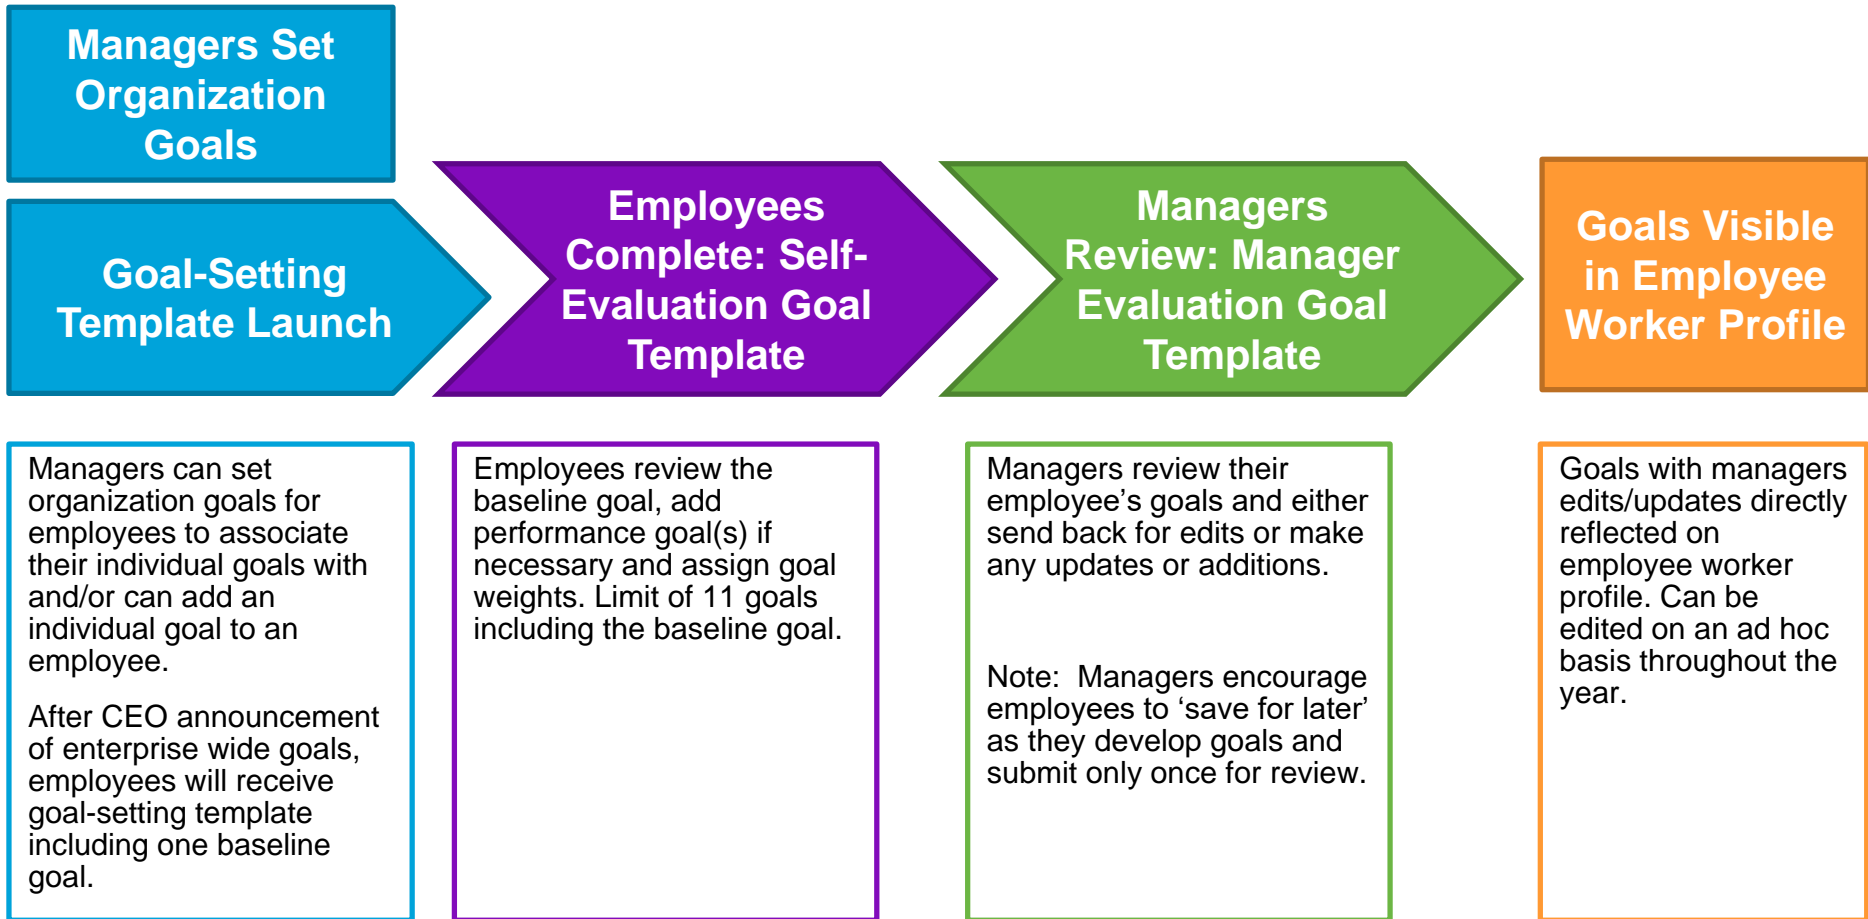 Managers Set
Organization
Goals
Goal-Setting
Template Launch
Employees
Complete: Self-
Evaluation Goal
Template
Managers
Review: Manager
Evaluation Goal
Template
Goals Visible
in Employee
Worker Profile
Managers can set
organization goals for
employees to associate
their individual goals with
and/or can add an
individual goal to an
employee.
After CEO announcement
of enterprise wide goals,
employees will receive
goal-setting template
including one baseline
goal.
Employees review the
baseline goal, add
performance goal(s) if
necessary and assign goal
weights. Limit of 11 goals
including the baseline goal.
Managers review their
employee’s goals and either
send back for edits or make
any updates or additions.
Note:  Managers encourage
employees to ‘save for later’
as they develop goals and
submit only once for review.
Goals with managers
edits/updates directly
reflected on
employee worker
profile. Can be
edited on an ad hoc
basis throughout the
year.